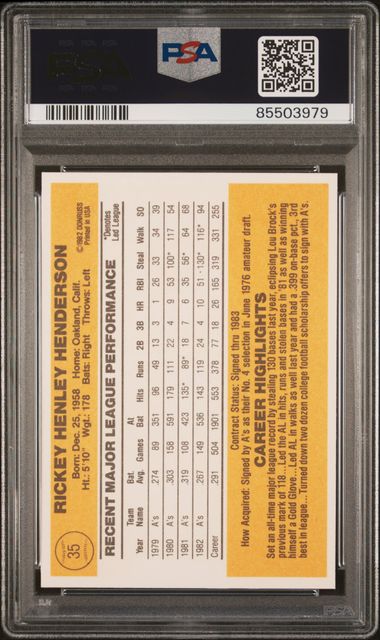 PSA
85503979
35
RICKEY HENLEY HENDERSON
Born: Dec. 25, 1958 Home: Oakland, Calif.
Ht.: 5'10" Wgt.: 178 Bats: Right Throws: Left
©1982 DONRUSS
Printed in USA
RECENT MAJOR LEAGUE PERFORMANCE
*Denotes
Led League
Year Team Name Bat. Avg. Games AL Bat Hits Runs 2B 3B HR RBI Steal Walk SO
1979 A's .274 89 351 96 49 13 3 1 26 33 34 39
1980 A's .303 158 591 179 111 22 4 9 53 100* 117 54
1981 A's .319 108 423 135* 89* 18 7 6 35 56* 64 68
1982 A's .267 149 536 143 119 24 4 10 51 130* 116* 94
Career .291 504 1901 553 378 77 18 26 165 319 331 255
Contract Status: Signed thru 1983
How Acquired: Signed by A's as their No. 4 selection in June 1976 amateur draft.
CAREER HIGHLIGHTS
Set an all-time major league record by stealing 130 bases last year, eclipsing Lou Brock's
previous mark of 118...Led the AL in hits, runs and stolen bases in '81 as well as winning
himself a Gold Glove...Led AL in walks as well last year and had a .399 on-base pct., 3rd
best in league...Turned down two dozen college football scholarship offers to sign with A's.